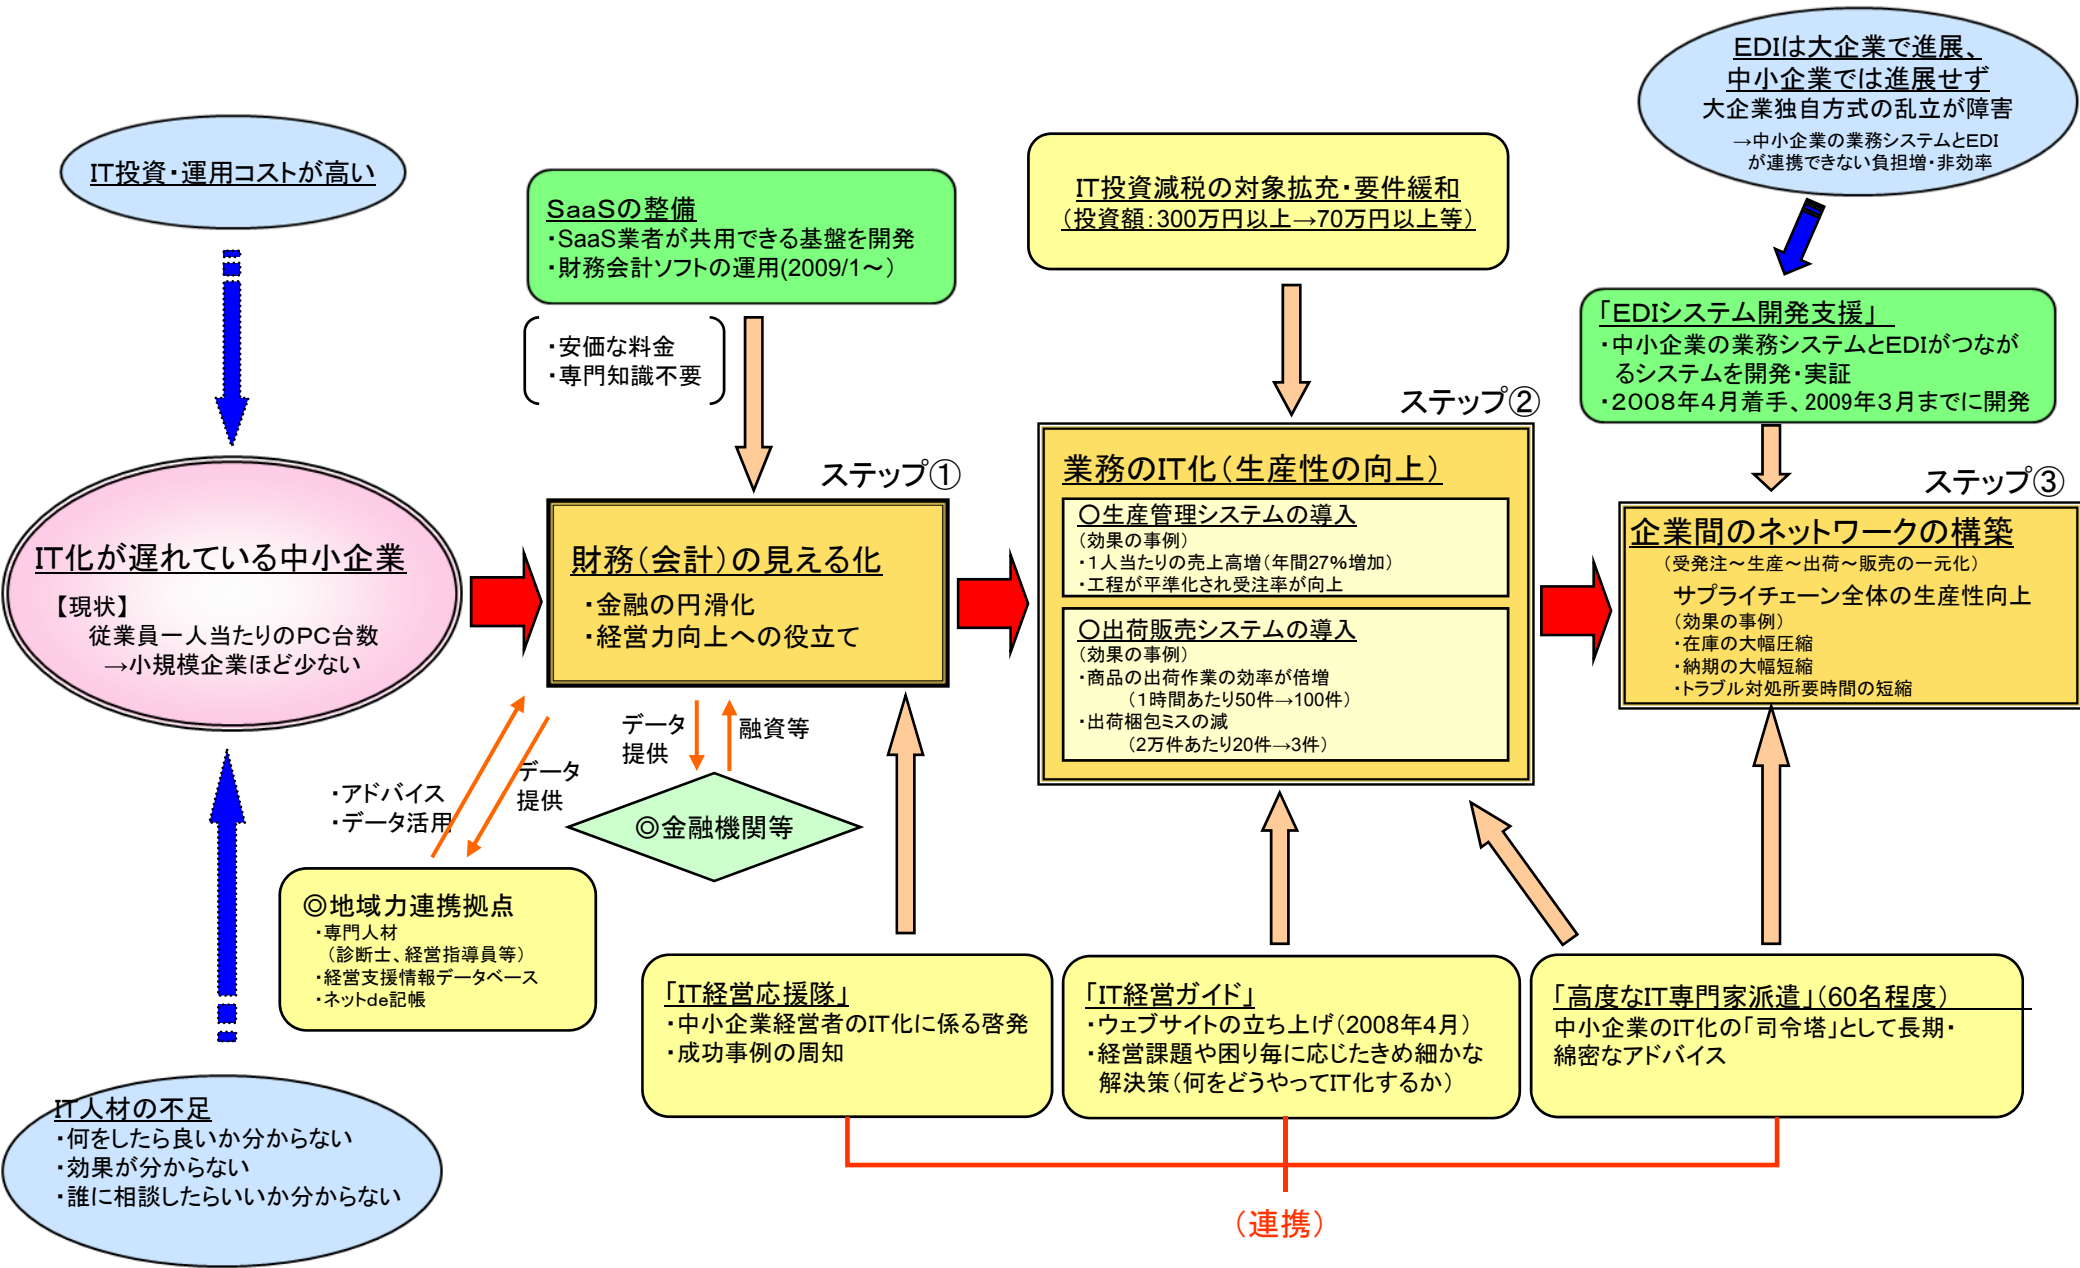 IT投資・運用コストが高い
IT化が遅れている中小企業
【現状】
従業員一人当たりのPC台数
→小規模企業ほど少ない
IT人材の不足
・何をしたら良いか分からない
・効果が分からない
・誰に相談したらいいか分からない
SaaSの整備
・SaaS業者が共用できる基盤を開発
・財務会計ソフトの運用(2009/1～)
・安価な料金
・専門知識不要
ステップ①
財務(会計)の見える化
・金融の円滑化
・経営力向上への役立て
・アドバイス
・データ活用
データ
提供
データ
提供
融資等
◎金融機関等
◎地域力連携拠点
・専門人材
(診断士、経営指導員等)
・経営支援情報データベース
・ネットde記帳
IT投資減税の対象拡充・要件緩和
(投資額:300万円以上→70万円以上等)
ステップ②
業務のIT化(生産性の向上)
○生産管理システムの導入
(効果の事例)
・1人当たりの売上高増(年間27%増加)
・工程が平準化され受注率が向上
○出荷販売システムの導入
(効果の事例)
・商品の出荷作業の効率が倍増
(1時間あたり50件→100件)
・出荷梱包ミスの減
(2万件あたり20件→3件)
EDIは大企業で進展、
中小企業では進展せず
大企業独自方式の乱立が障害
→中小企業の業務システムとEDI
が連携できない負担増・非効率
「EDIシステム開発支援」
・中小企業の業務システムとEDIがつなが
るシステムを開発・実証
・2008年4月着手、2009年3月までに開発
ステップ③
企業間のネットワークの構築
(受発注～生産～出荷～販売の一元化)
サプライチェーン全体の生産性向上
(効果の事例)
・在庫の大幅圧縮
・納期の大幅短縮
・トラブル対処所要時間の短縮
「IT経営応援隊」
・中小企業経営者のIT化に係る啓発
・成功事例の周知
「IT経営ガイド」
・ウェブサイトの立ち上げ(2008年4月)
・経営課題や困り毎に応じたきめ細かな
解決策(何をどうやってIT化するか)
「高度なIT専門家派遣」(60名程度)
中小企業のIT化の「司令塔」として長期・
綿密なアドバイス
(連携)